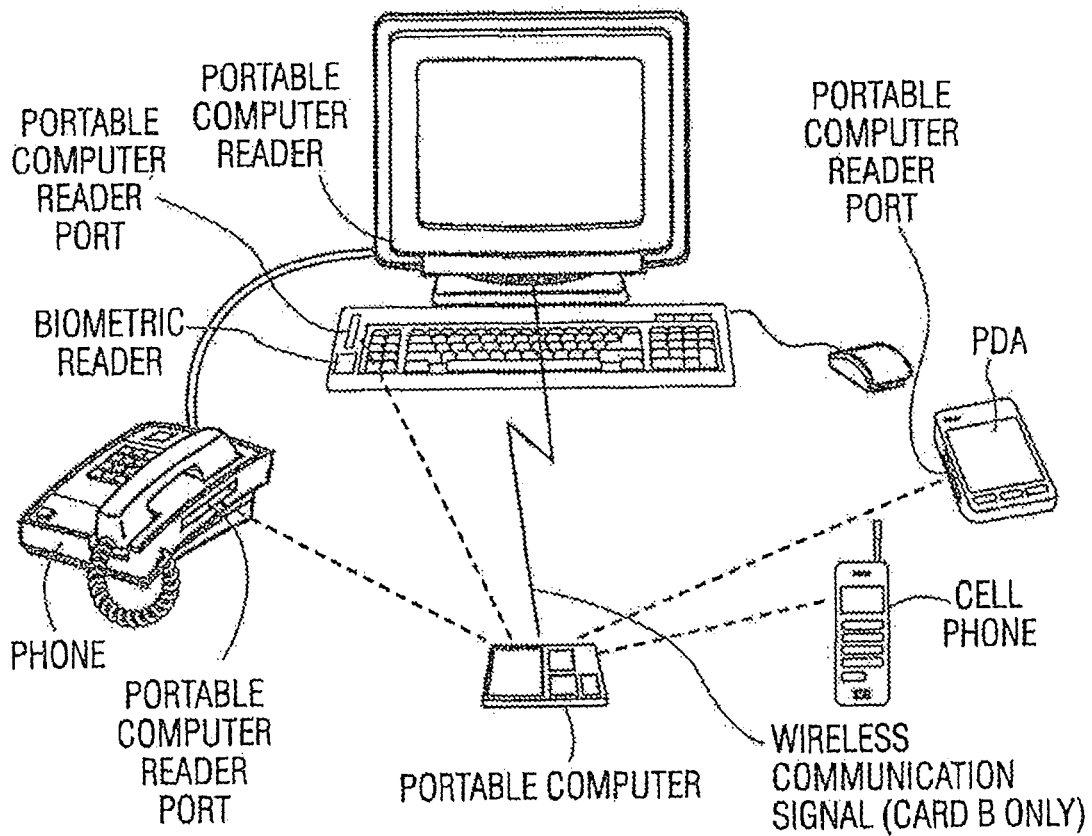 PORTABLE
COMPUTER
READER
PORTABLE
COMPUTER
READER
PORT
PORTABLE
COMPUTER
READER
PORT
BIOMETRIC
READER
PDA
PHONE
CELL
PHONE
PORTABLE
COMPUTER
READER
PORT
PORTABLE COMPUTER
WIRELESS
COMMUNICATION
SIGNAL (CARD B ONLY)